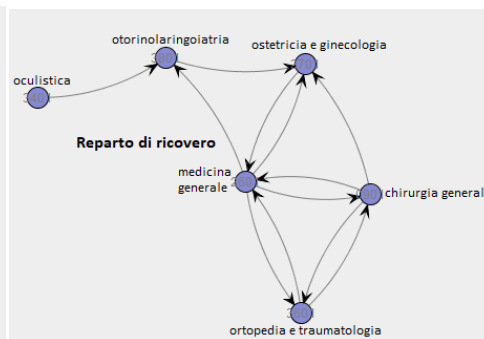 otorinolaringoiatria
ostetricia e ginecologia
oculistica
Reparto di ricovero
medicina
generale
chirurgia general
ortopedia e traumatologia